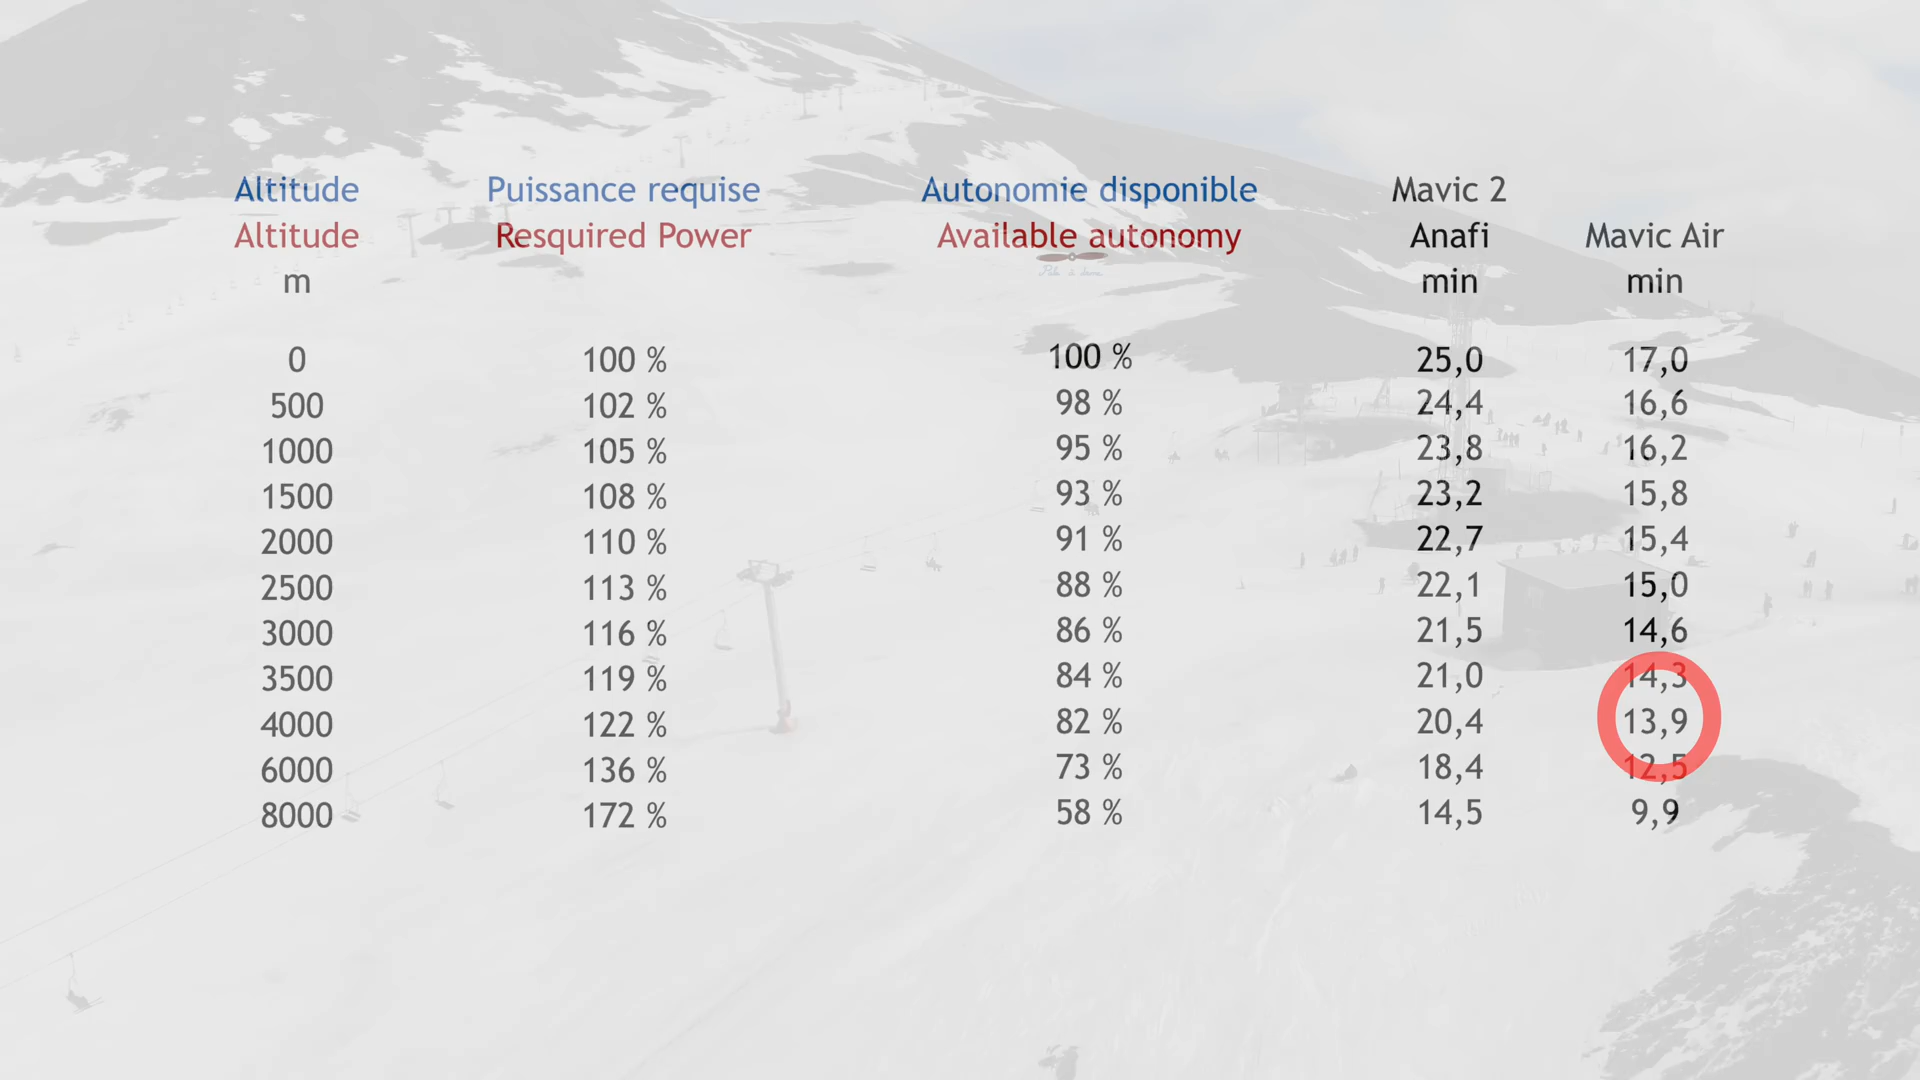 Altitude Puissance requise Autonomie disponible Mavic 2
Altitude Resquired Power Available autonomy Anafi Mavic Air
m min min
0 100 % 100 % 25,0 17,0
500 102 % 98 % 24,4 16,6
1000 105 % 95 % 23,8 16,2
1500 108 % 93 % 23,2 15,8
2000 110 % 91 % 22,7 15,4
2500 113 % 88 % 22,1 15,0
3000 116 % 86 % 21,5 14,6
3500 119 % 84 % 21,0 14,3
4000 122 % 82 % 20,4 13,9
6000 136 % 73 % 18,4 12,5
8000 172 % 58 % 14,5 9,9